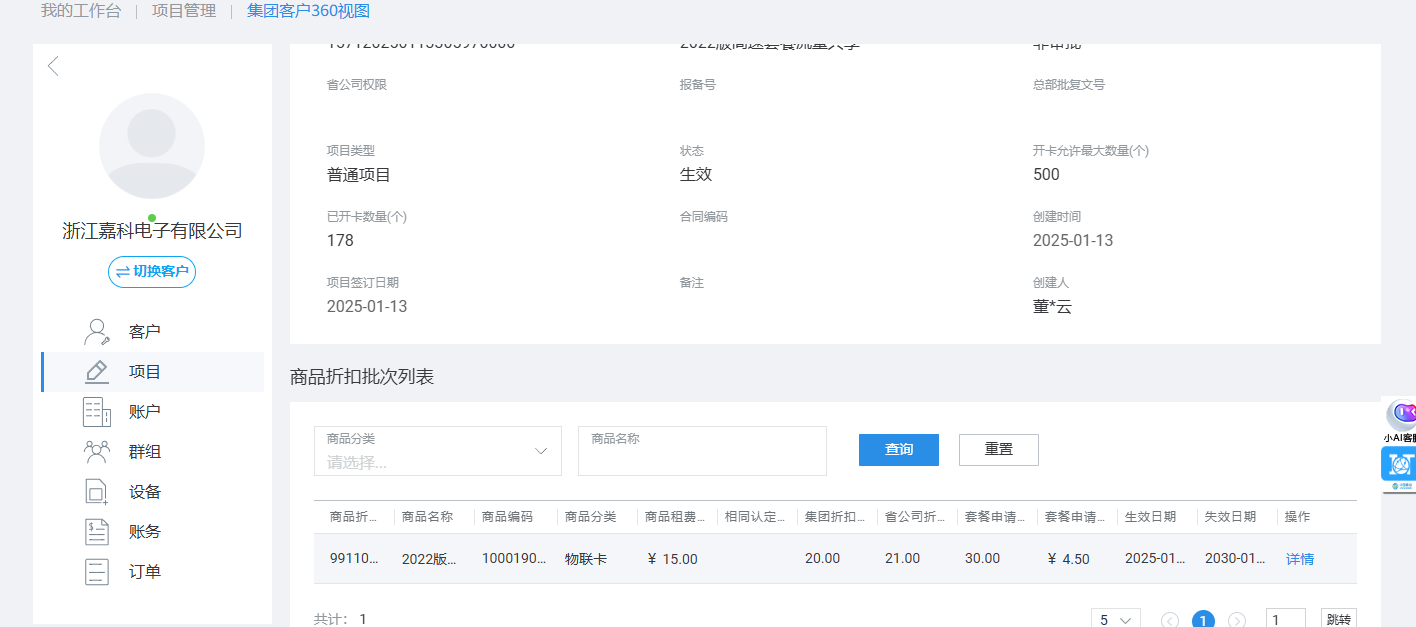 我的工作台 | 项目管理 | 集团客户360视图
浙江嘉科电子有限公司
切换客户
客户
项目
账户
群组
设备
账务
订单
省公司权限 报备号 总部批复文号
项目类型 状态 开卡允许最大数量(个)
普通项目 生效 500
已开卡数量(个) 合同编码 创建时间
178 2025-01-13
项目签订日期 备注 创建人
2025-01-13 董*云
商品折扣批次列表
商品分类 商品名称
请选择... 查询 重置
商品折... 商品名称 商品编码 商品分类 商品租费... 相同认定... 集团折扣... 省公司折... 套餐申请... 套餐申请... 生效日期 失效日期 操作
99110... 2022版... 1000190... 物联卡 ¥ 15.00 20.00 21.00 30.00 ¥ 4.50 2025-01... 2030-01... 详情
共计: 1 5 1 1 跳转
小AI客服